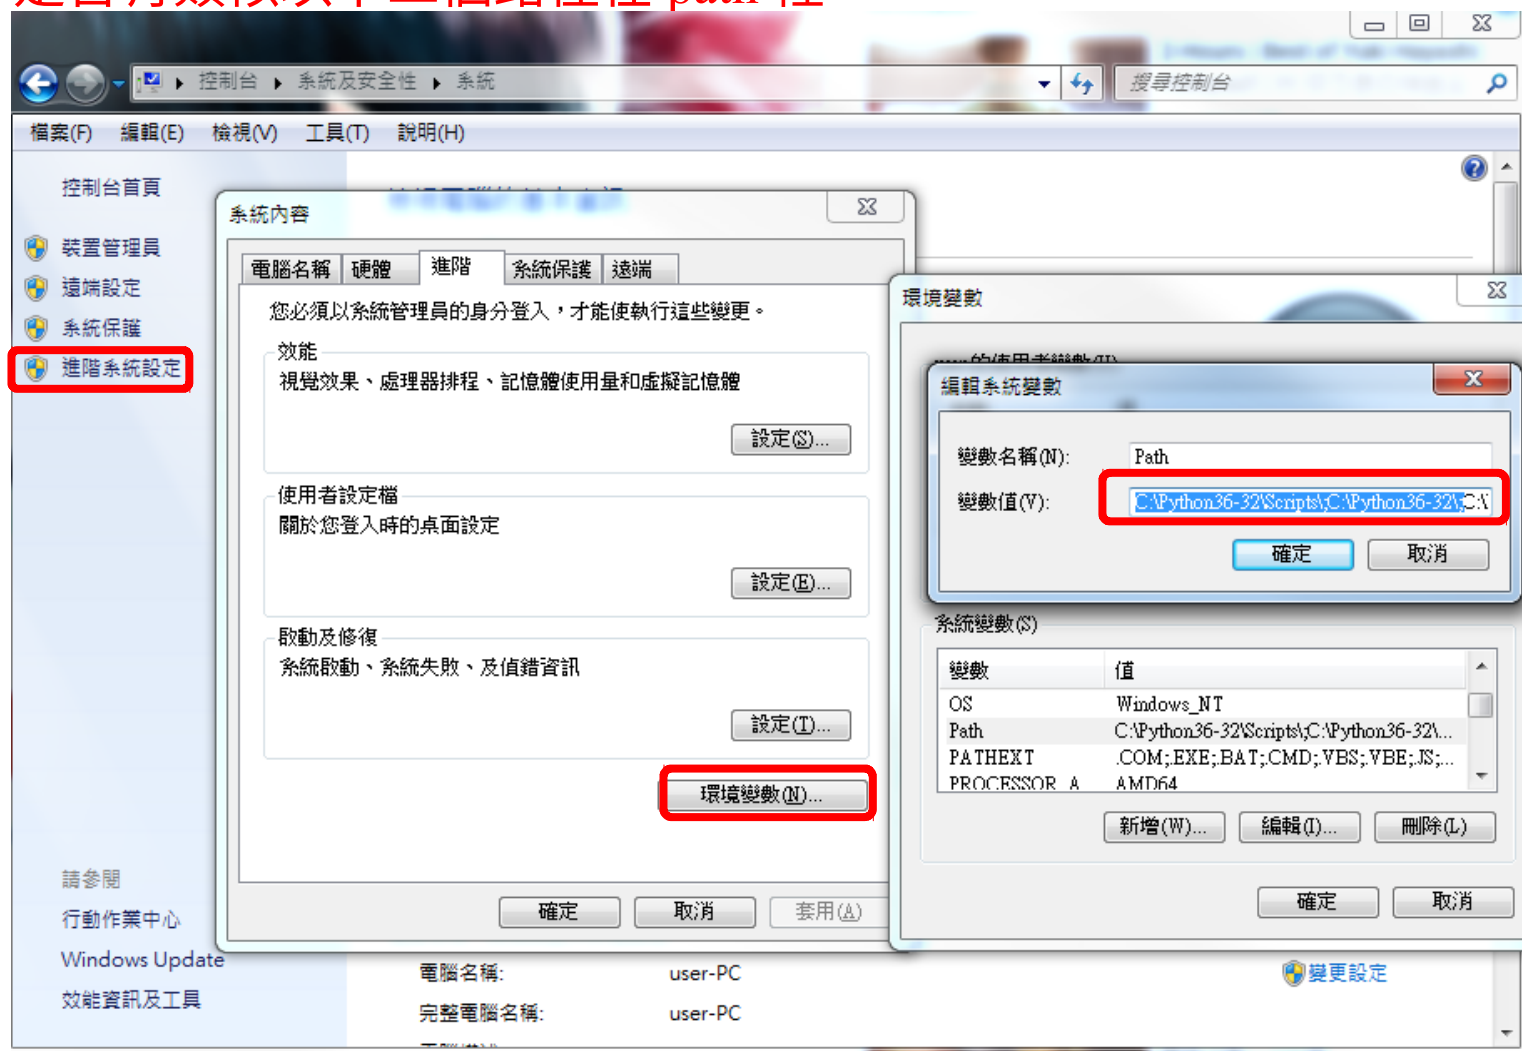 控制台 ▸ 系統及安全性 ▸ 系統
搜尋控制台
檔案(F) 編輯(E) 檢視(V) 工具(T) 說明(H)
控制台首頁
裝置管理員
遠端設定
系統保護
進階系統設定
請參閱
行動作業中心
Windows Update
效能資訊及工具
系統內容
電腦名稱 硬體 進階 系統保護 遠端
您必須以系統管理員的身分登入，才能使執行這些變更。
效能
視覺效果、處理器排程、記憶體使用量和虛擬記憶體
設定(S)...
使用者設定檔
關於您登入時的桌面設定
設定(E)...
啟動及修復
系統啟動、系統失敗、及偵錯資訊
設定(T)...
環境變數(N)...
確定 取消 套用(A)
環境變數
編輯系統變數
變數名稱(N): Path
變數值(V): C:\Python36-32\Scripts\;C:\Python36-32\;C:\
確定 取消
系統變數(S)
變數 值
OS Windows_NT
Path C:\Python36-32\Scripts\;C:\Python36-32\...
PATHEXT .COM;.EXE;.BAT;.CMD;.VBS;.VBE;.JS;...
PROCESSOR_A AMD64
新增(W)... 編輯(I)... 刪除(L)
確定 取消
電腦名稱: user-PC
變更設定
完整電腦名稱: user-PC